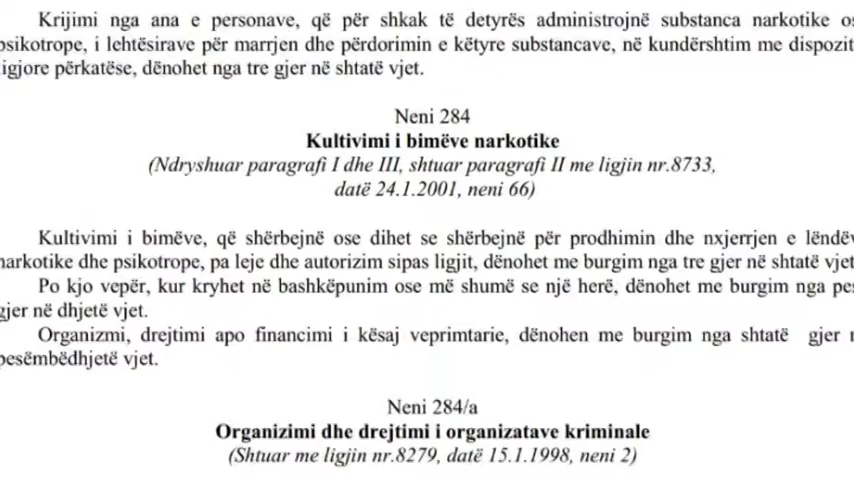 Krijimi nga ana e personave, që për shkak të detyrës administrojnë substanca narkotike
psikotrope, i lehtësirave për marrjen dhe përdorimin e këtyre substancave, në kundërshtim me
ligjore përkatëse, dënohet nga tre gjer në shtatë vjet.
Neni 284
Kultivimi i bimëve narkotike
(Ndryshuar paragrafi I dhe III, shtuar paragrafi II me ligjin nr.8733,
datë 24.1.2001, neni 66)
Kultivimi i bimëve, që shërbejnë ose dihet se shërbejnë për prodhimin dhe nxjerrjen e
narkotike dhe psikotrope, pa leje dhe autorizim sipas ligjit, dënohet me burgim nga tre gjer në shtatë vjet
Po kjo vepër, kur kryhet në bashkëpunim ose më shumë se një herë, dënohet me burgim nga
gjer në dhjetë vjet.
Organizmi, drejtimi apo financimi i kësaj veprimtarie, dënohen me burgim nga shtatë gjer
pesëmbëdhjetë vjet.
Neni 284/a
Organizimi dhe drejtimi i organizatave kriminale
(Shtuar me ligjin nr.8279, datë 15.1.1998, neni 2)